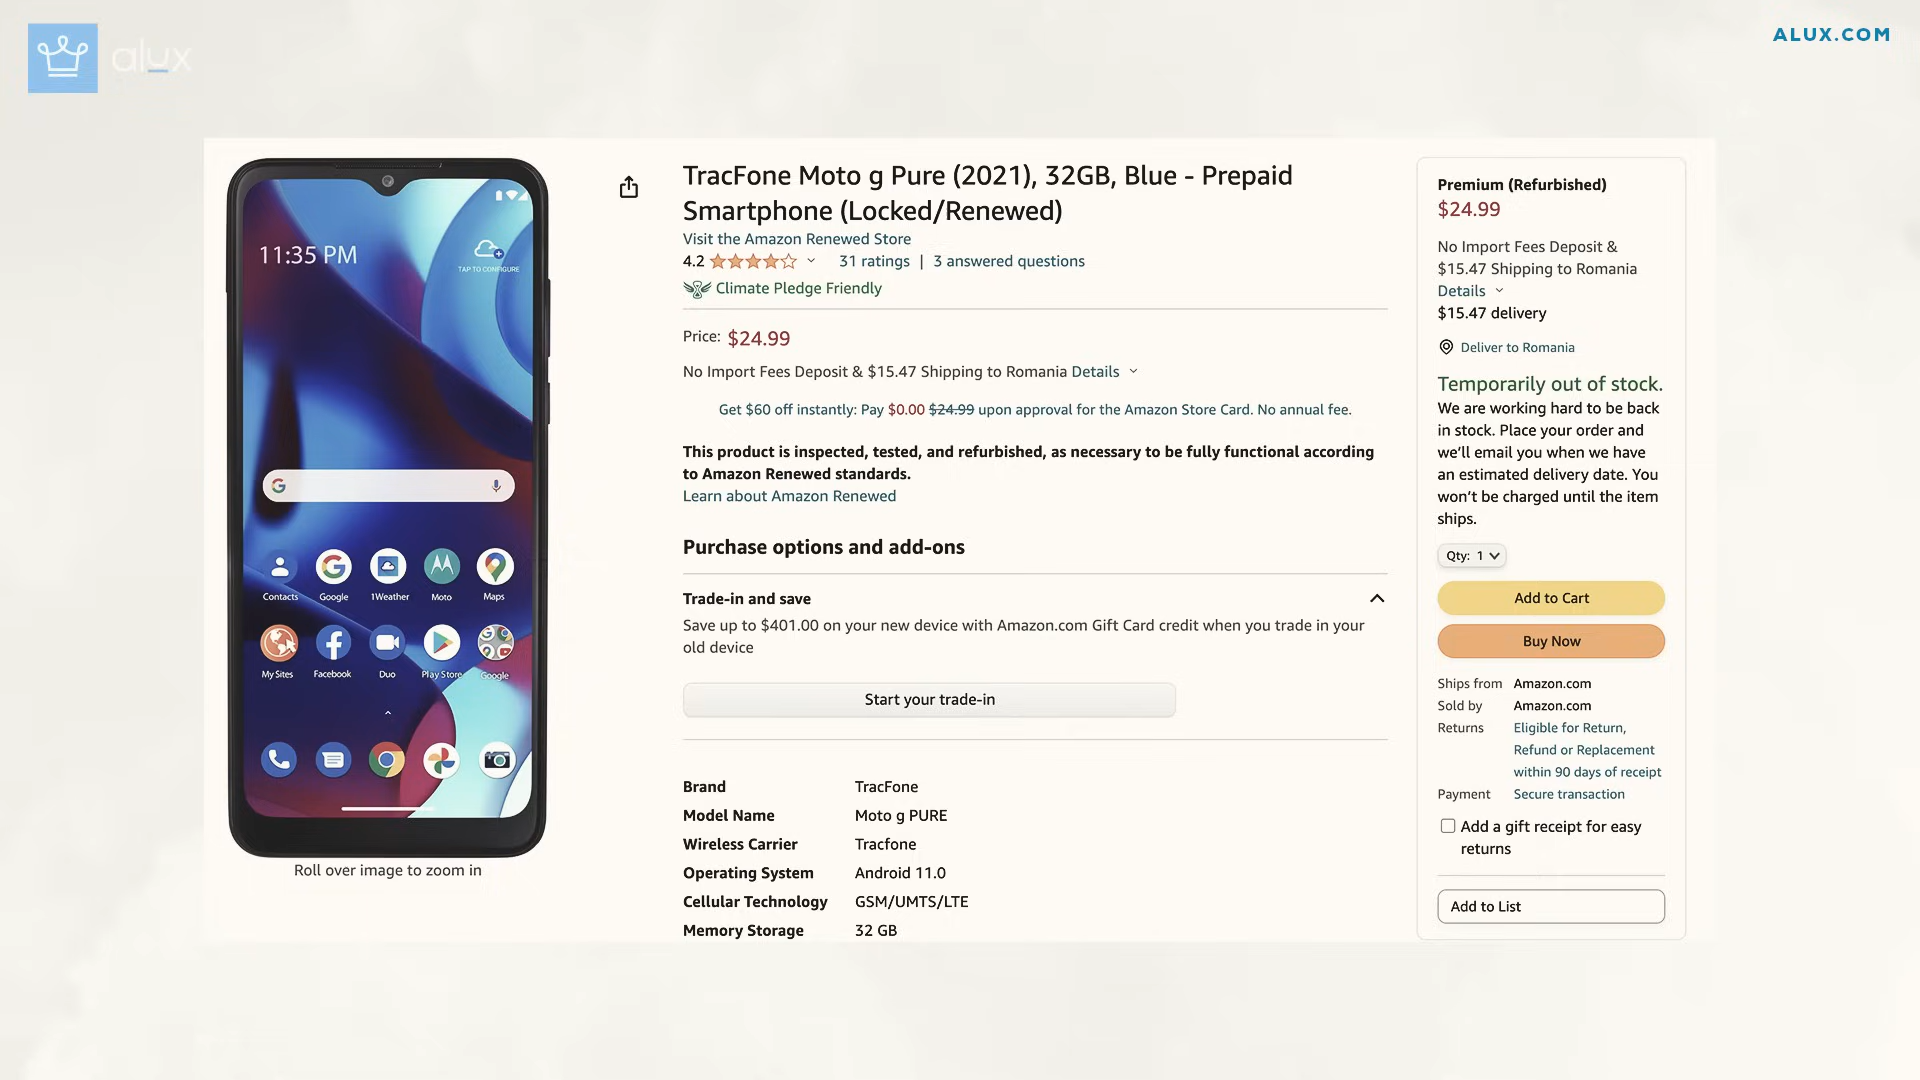 alux
ALUX.COM
11:35 PM
TAP TO CONFIGURE
Contacts
Google
1Weather
Moto
Maps
My Sites
Facebook
Duo
Play Store
Google
Roll over image to zoom in
TracFone Moto g Pure (2021), 32GB, Blue - Prepaid
Smartphone (Locked/Renewed)
Visit the Amazon Renewed Store
4.2
31 ratings | 3 answered questions
Climate Pledge Friendly
Price: $24.99
No Import Fees Deposit & $15.47 Shipping to Romania Details
Get $60 off instantly: Pay $0.00 $24.99 upon approval for the Amazon Store Card. No annual fee.
This product is inspected, tested, and refurbished, as necessary to be fully functional according
to Amazon Renewed standards.
Learn about Amazon Renewed
Purchase options and add-ons
Trade-in and save
Save up to $401.00 on your new device with Amazon.com Gift Card credit when you trade in your
old device
Start your trade-in
Brand TracFone
Model Name Moto g PURE
Wireless Carrier Tracfone
Operating System Android 11.0
Cellular Technology GSM/UMTS/LTE
Memory Storage 32 GB
Premium (Refurbished)
$24.99
No Import Fees Deposit &
$15.47 Shipping to Romania
Details
$15.47 delivery
Deliver to Romania
Temporarily out of stock.
We are working hard to be back
in stock. Place your order and
we'll email you when we have
an estimated delivery date. You
won't be charged until the item
ships.
Qty: 1
Add to Cart
Buy Now
Ships from Amazon.com
Sold by Amazon.com
Returns Eligible for Return,
Refund or Replacement
within 90 days of receipt
Payment Secure transaction
Add a gift receipt for easy
returns
Add to List